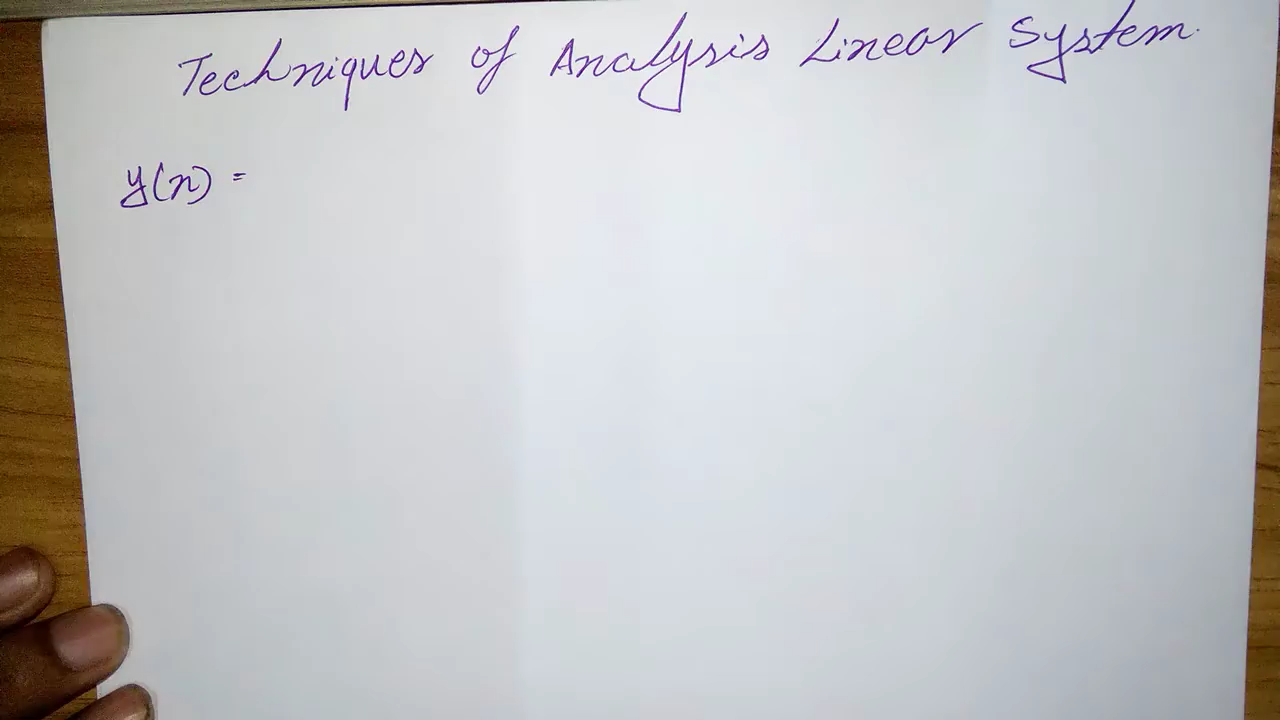 Techniques of Analysis Linear System.
y(n) =